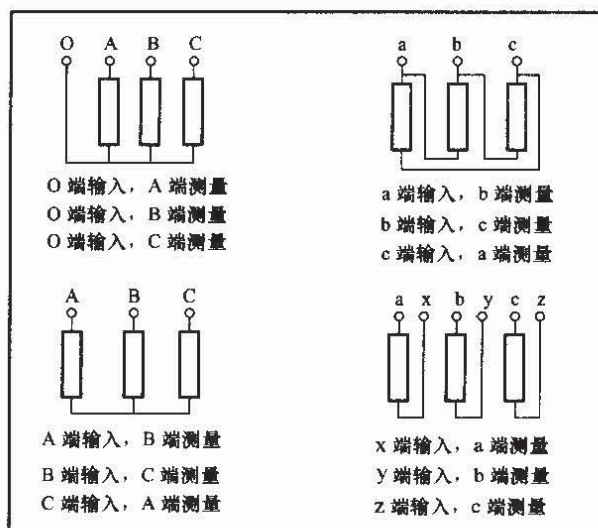 O A B C
O 端输入，A 端测量
O 端输入，B 端测量
O 端输入，C 端测量
a b c
a 端输入，b 端测量
b 端输入，c 端测量
c 端输入，a 端测量
A B C
A 端输入，B 端测量
B 端输入，C 端测量
C 端输入，A 端测量
a x b y c z
x 端输入，a 端测量
y 端输入，b 端测量
z 端输入，c 端测量